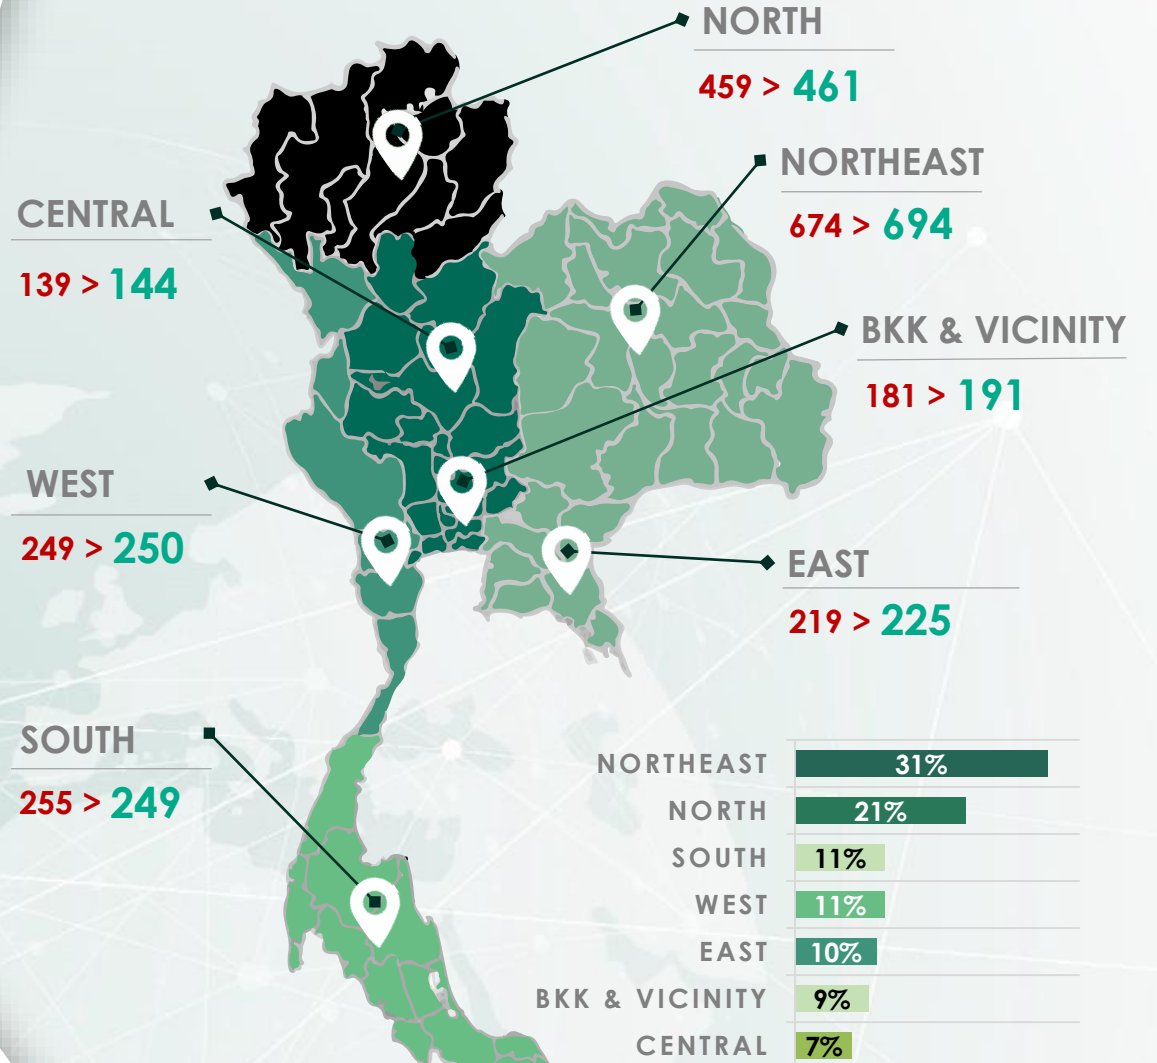 NORTH
459 > 461
NORTHEAST
674 > 694
CENTRAL
139 > 144
BKK & VICINITY
181 > 191
WEST
249 > 250
EAST
219 > 225
SOUTH
255 > 249
NORTHEAST 31%
NORTH 21%
SOUTH 11%
WEST 11%
EAST 10%
BKK & VICINITY 9%
CENTRAL 7%